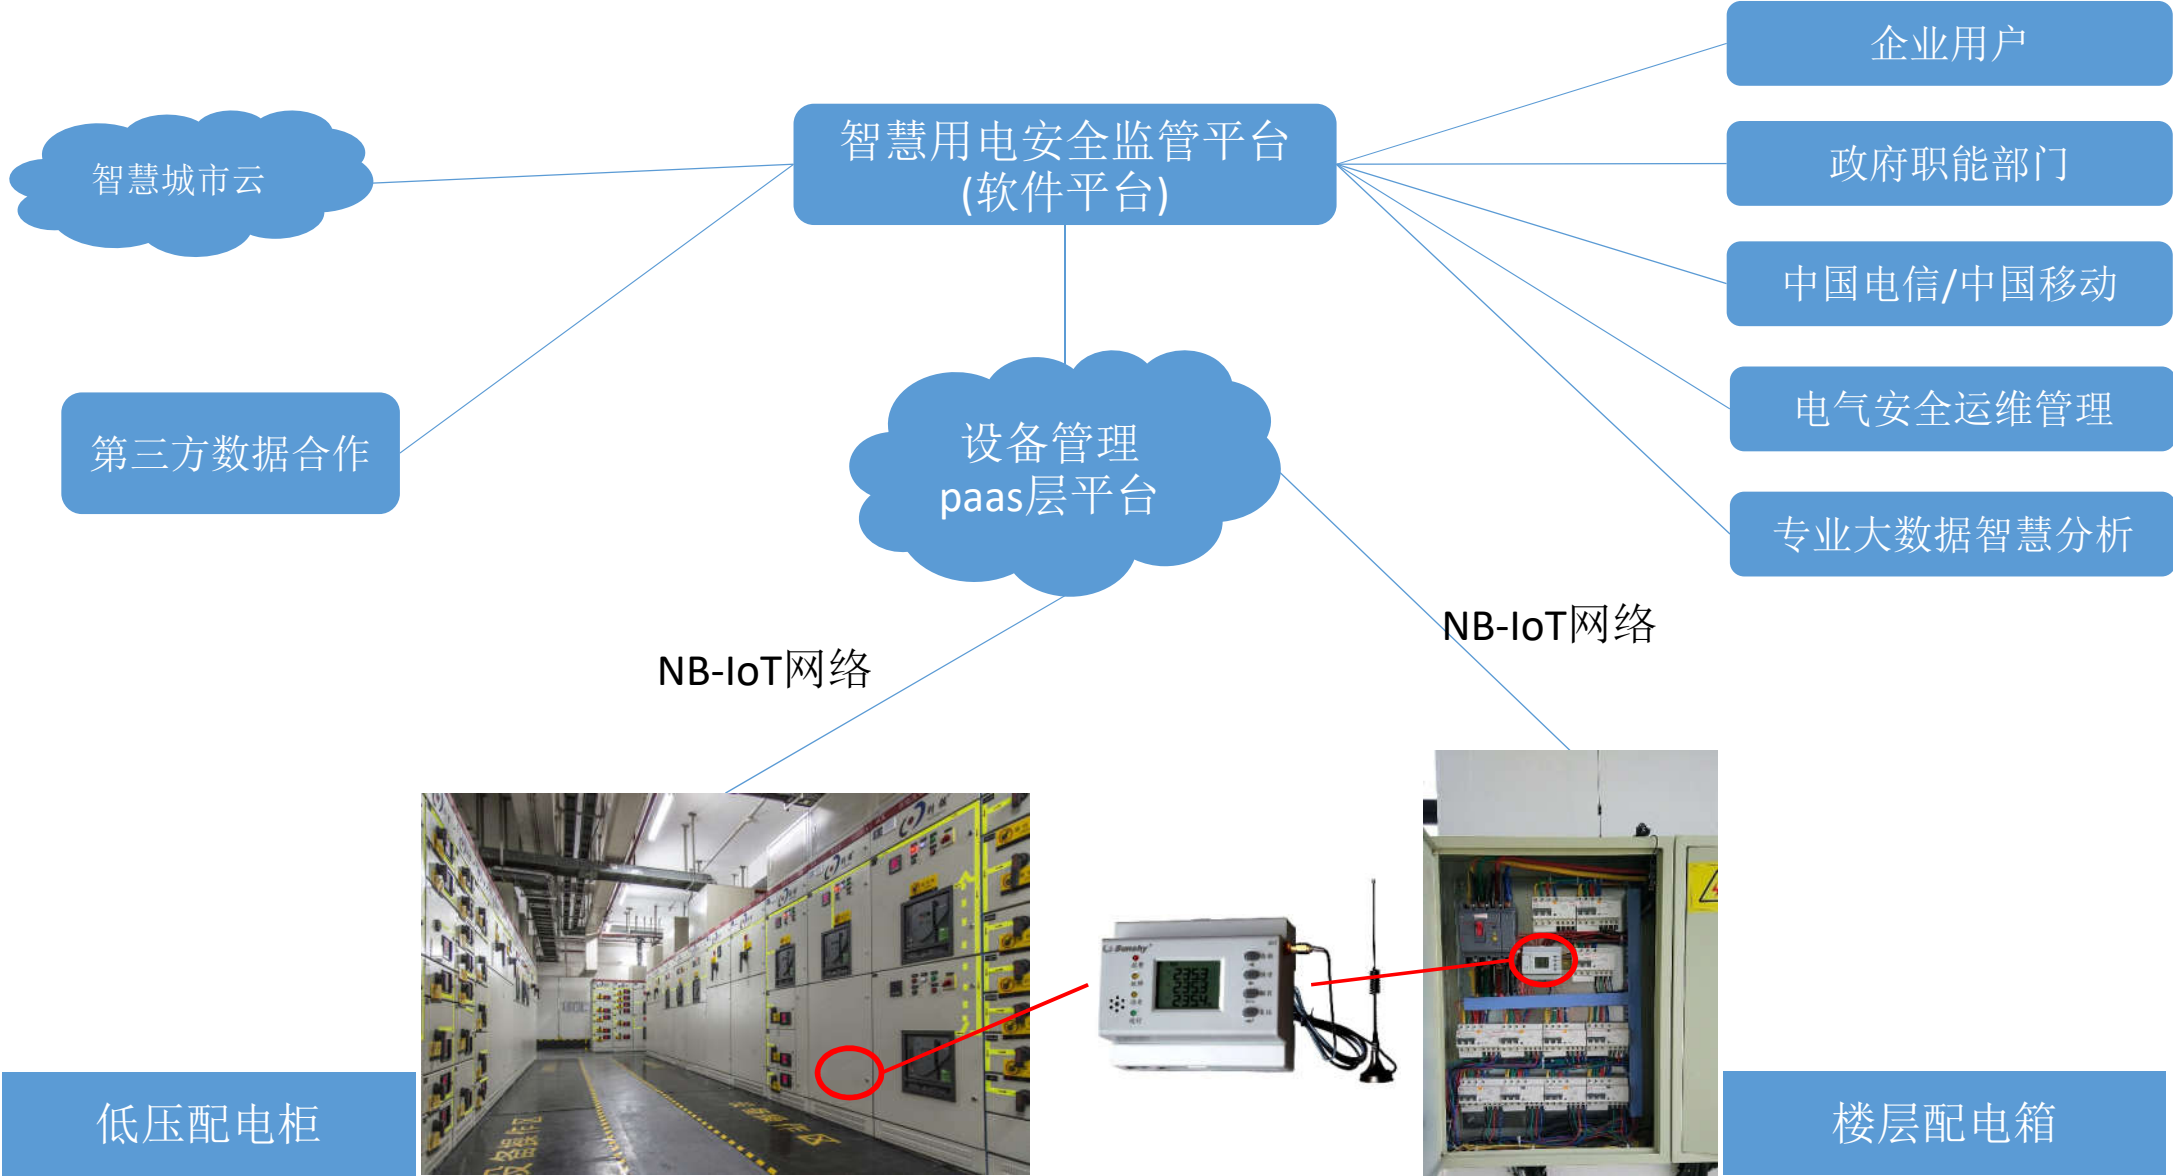 企业用户
智慧用电安全监管平台
(软件平台)
智慧城市云
政府职能部门
中国电信/中国移动
第三方数据合作
设备管理
paas层平台
电气安全运维管理
专业大数据智慧分析
NB-IoT网络
NB-IoT网络
低压配电柜
楼层配电箱